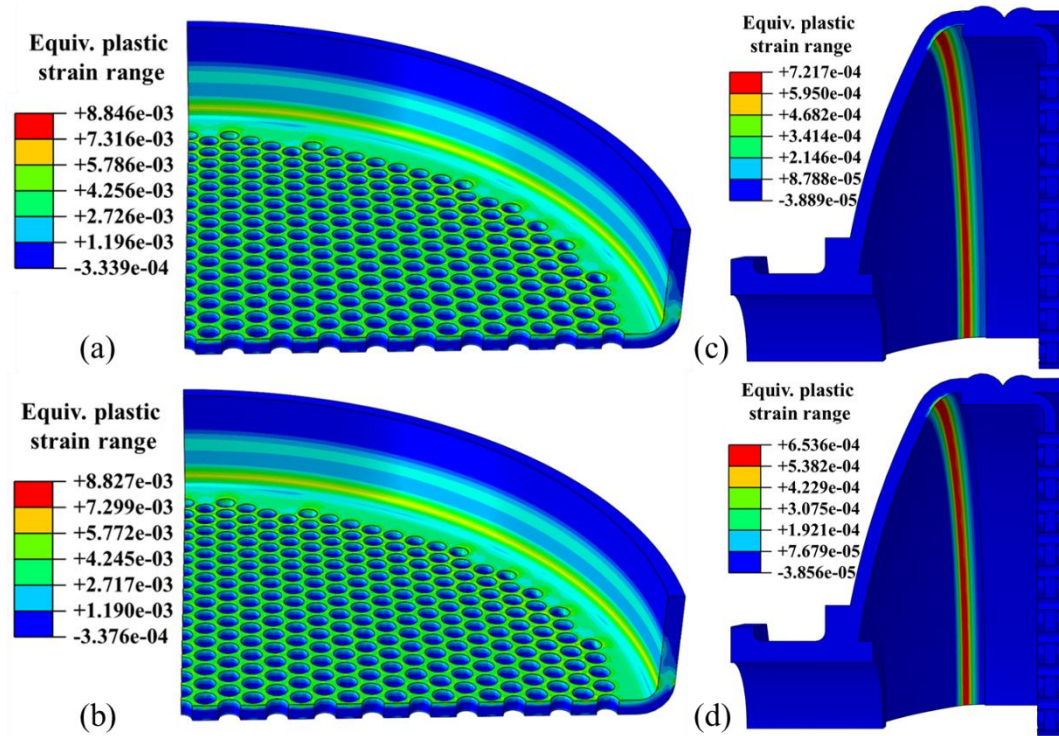 Equiv. plastic
strain range
+8.846e-03
+7.316e-03
+5.786e-03
+4.256e-03
+2.726e-03
+1.196e-03
-3.339e-04
(a)
Equiv. plastic
strain range
+7.217e-04
+5.950e-04
+4.682e-04
+3.414e-04
+2.146e-04
+8.788e-05
-3.889e-05
(c)
Equiv. plastic
strain range
+8.827e-03
+7.299e-03
+5.772e-03
+4.245e-03
+2.717e-03
+1.190e-03
-3.376e-04
(b)
Equiv. plastic
strain range
+6.536e-04
+5.382e-04
+4.229e-04
+3.075e-04
+1.921e-04
+7.679e-05
-3.856e-05
(d)